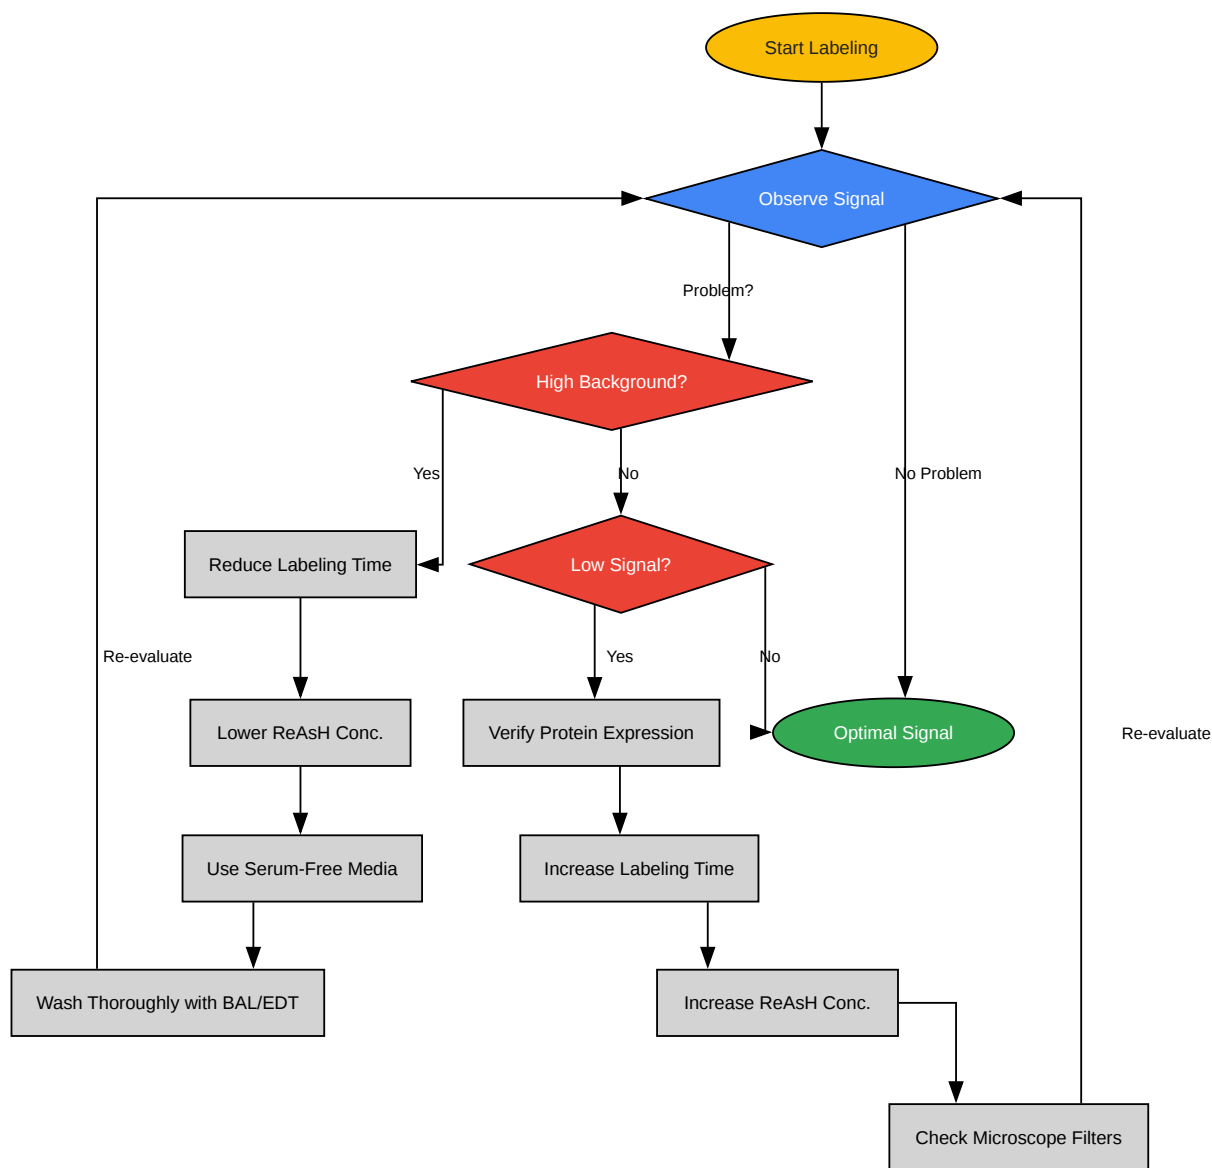 Start Labeling
Observe Signal
Problem?
High Background?
Yes
No
No Problem
Reduce Labeling Time
Low Signal?
Re-evaluate
Yes
No
Lower ReAsH Conc.
Verify Protein Expression
Optimal Signal
Re-evaluate
Use Serum-Free Media
Increase Labeling Time
Wash Thoroughly with BAL/EDT
Increase ReAsH Conc.
Check Microscope Filters